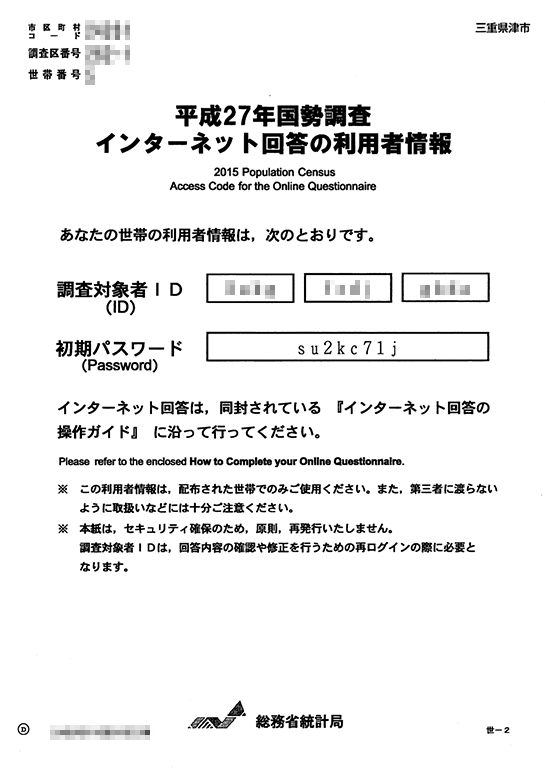 三重県津市
市区町村
コード
調査区番号
世帯番号
平成27年国勢調査
インターネット回答の利用者情報
2015 Population Census
Access Code for the Online Questionnaire
あなたの世帯の利用者情報は，次のとおりです。
調査対象者ＩＤ
(ID)
初期パスワード su2kc71j
(Password)
インターネット回答は，同封されている 『インターネット回答の
操作ガイド』 に沿って行ってください。
Please refer to the enclosed How to Complete your Online Questionnaire.
※ この利用者情報は，配布された世帯でのみご使用ください。また，第三者に渡らない
ように取扱いなどには十分ご注意ください。
※ 本紙は，セキュリティ確保のため，原則，再発行いたしません。
調査対象者ＩＤは，回答内容の確認や修正を行うための再ログインの際に必要と
なります。
Ⓓ
総務省統計局
世－２